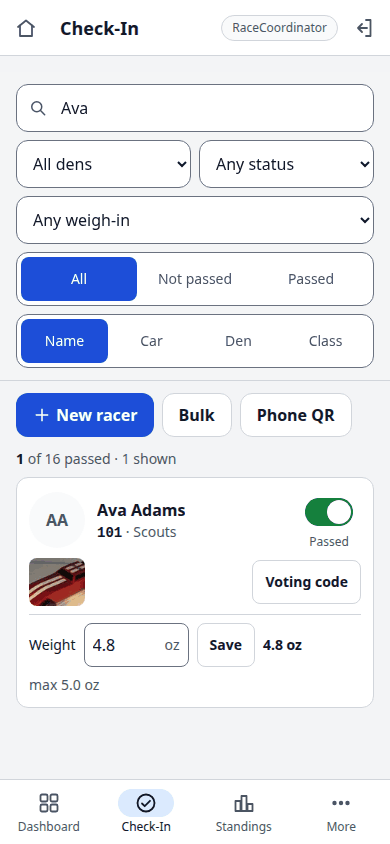 Check-In RaceCoordinator
Ava
All dens Any status
Any weigh-in
All Not passed Passed
Name Car Den Class
+ New racer Bulk Phone QR
1 of 16 passed · 1 shown
AA
Ava Adams
101 · Scouts
Passed
Voting code
Weight 4.8 oz Save 4.8 oz
max 5.0 oz
Dashboard Check-In Standings More